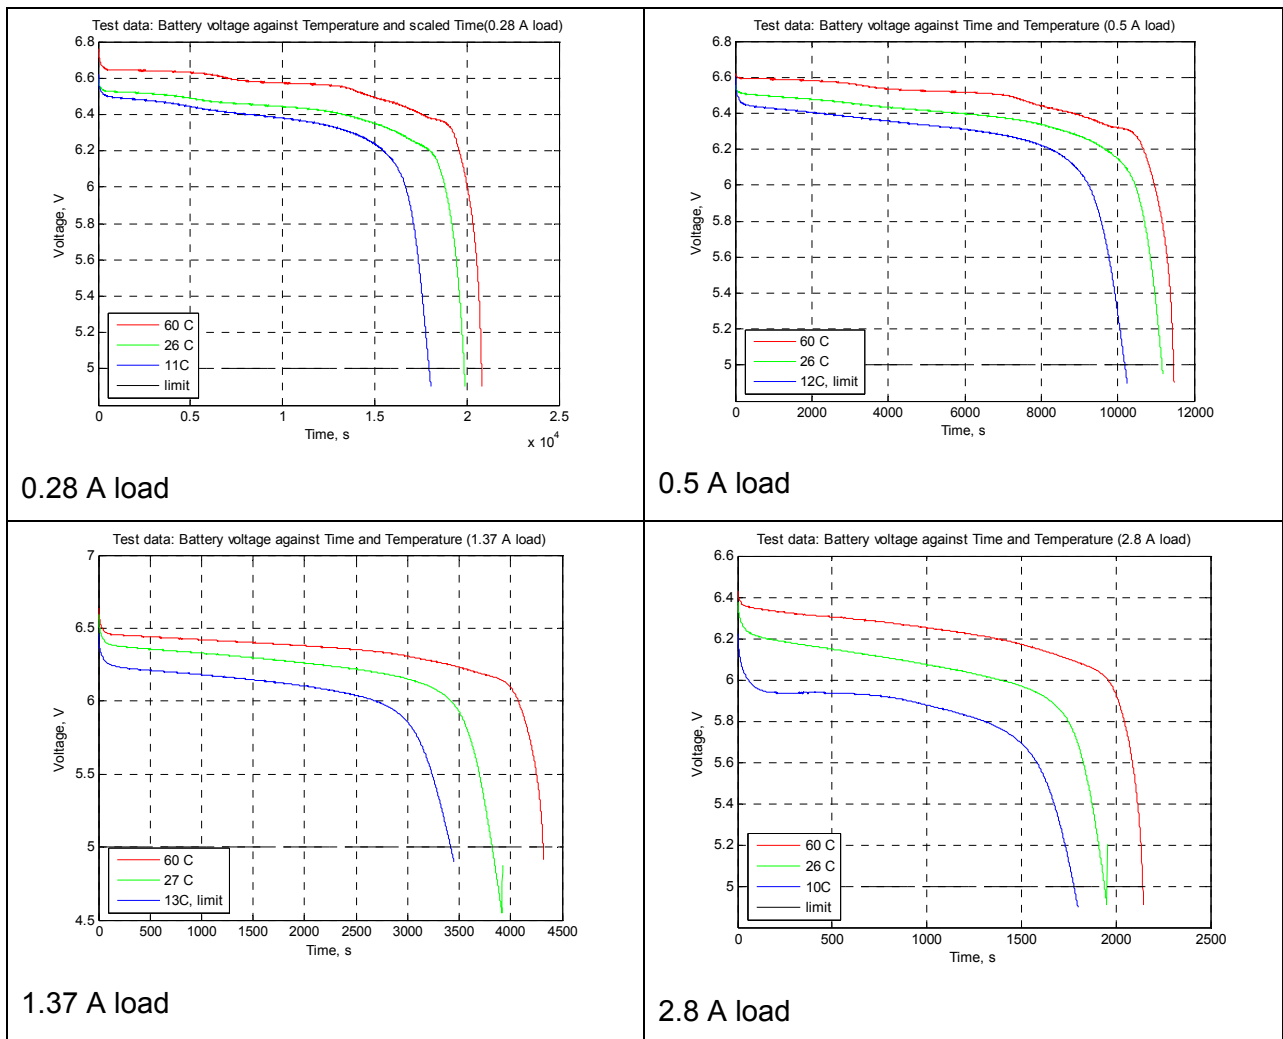 Test data: Battery voltage against Temperature and scaled Time(0.28 A load)
6.8
6.6
6.4
6.2
6
5.8
5.6
5.4
5.2
5
Voltage, V
60 C
26 C
11C
limit
0 0.5 1 1.5 2 2.5
Time, s
x 10^4
0.28 A load
Test data: Battery voltage against Time and Temperature (0.5 A load)
6.8
6.6
6.4
6.2
6
5.8
5.6
5.4
5.2
5
Voltage, V
60 C
26 C
12C, limit
0 2000 4000 6000 8000 10000 12000
Time, s
0.5 A load
Test data: Battery voltage against Time and Temperature (1.37 A load)
7
6.5
6
5.5
5
4.5
Voltage, V
60 C
27 C
13C, limit
0 500 1000 1500 2000 2500 3000 3500 4000 4500
Time, s
1.37 A load
Test data: Battery voltage against Time and Temperature (2.8 A load)
6.6
6.4
6.2
6
5.8
5.6
5.4
5.2
5
Voltage, V
60 C
26 C
10C
limit
0 500 1000 1500 2000 2500
Time, s
2.8 A load